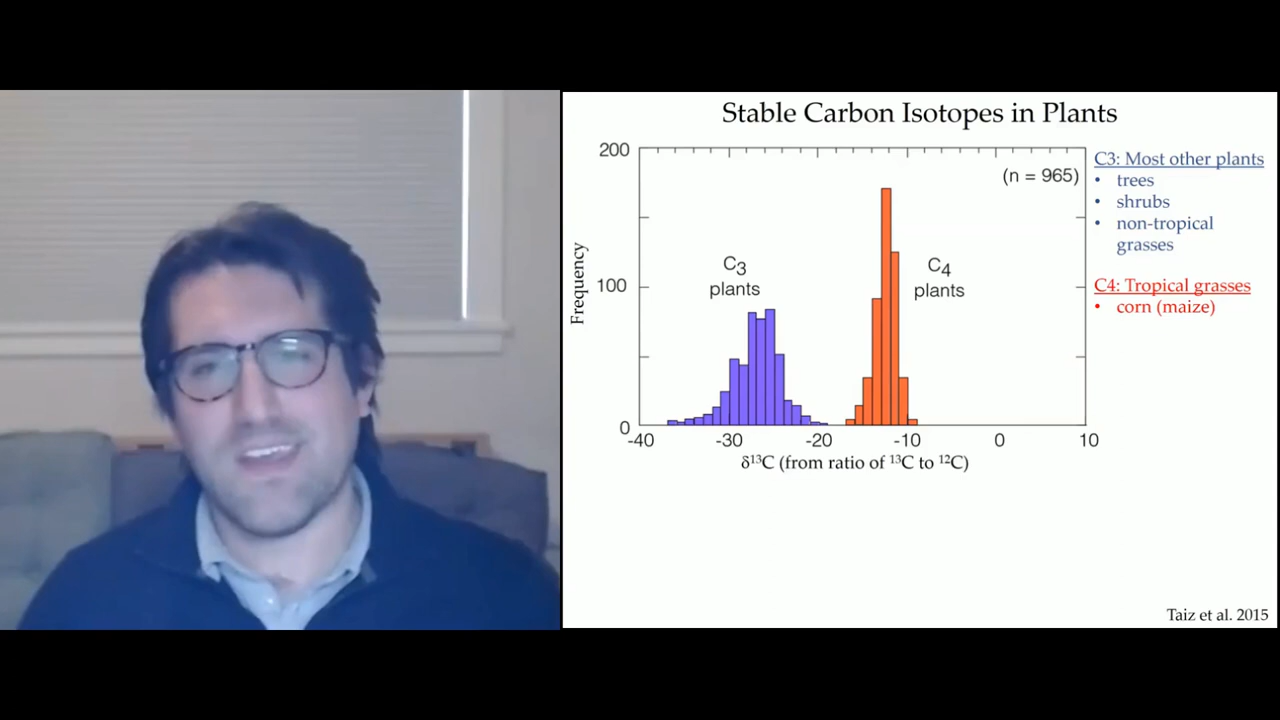 Stable Carbon Isotopes in Plants
200
100
0
Frequency
(n = 965)
C3
plants
C4
plants
-40 -30 -20 -10 0 10
δ¹³C (from ratio of ¹³C to ¹²C)
C3: Most other plants
• trees
• shrubs
• non-tropical
grasses
C4: Tropical grasses
• corn (maize)
Taiz et al. 2015